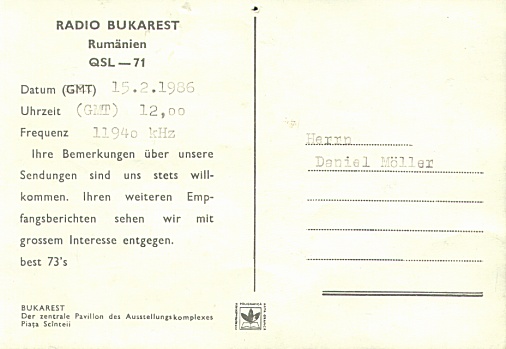 RADIO BUKAREST
Rumänien
QSL — 71
Datum (GMT) 15.2.1986
Uhrzeit (GMT) 12,00
Frequenz 11940 kHz
Ihre Bemerkungen über unsere
Sendungen sind uns stets will-
kommen. Ihren weiteren Emp-
fangsberichten sehen wir mit
grossem Interesse entgegen.
best 73's
BUKAREST
Der zentrale Pavillon des Ausstellungskomplexes
Piața Scînteii
Herrn
Daniel Möller